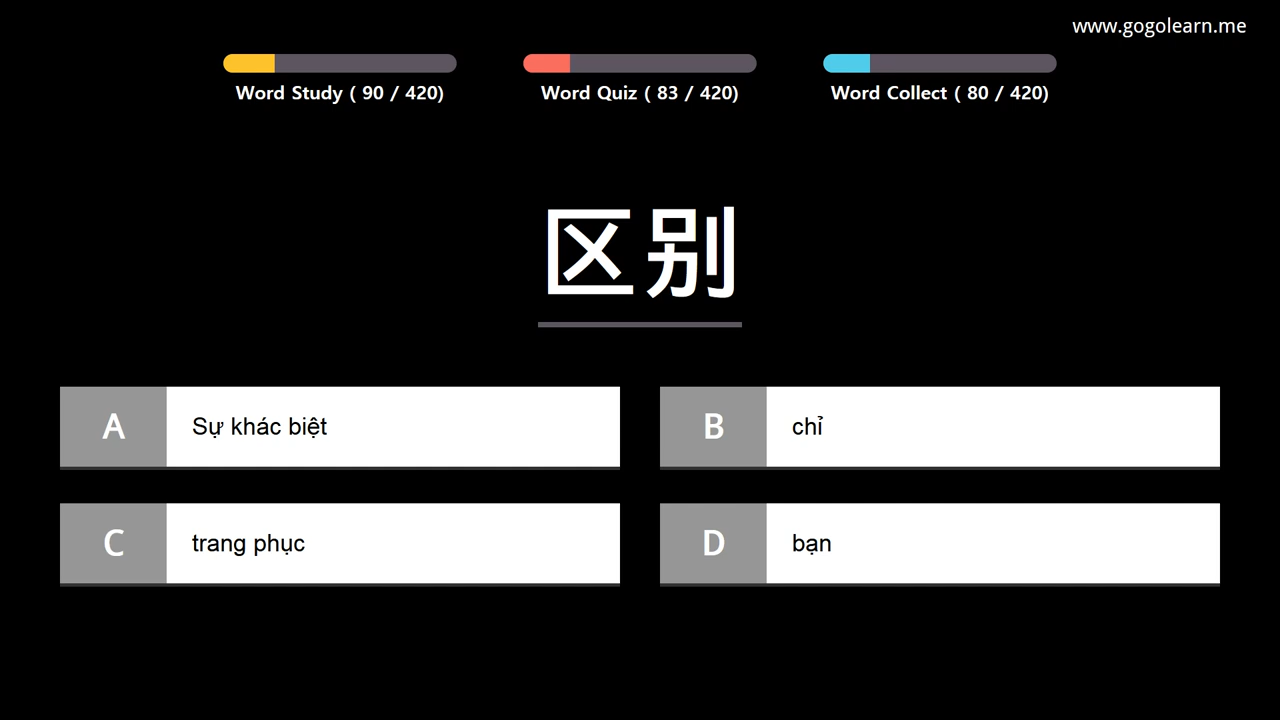 www.gogolearn.me
Word Study ( 90 / 420)
Word Quiz ( 83 / 420)
Word Collect ( 80 / 420)
区别
A Sự khác biệt
B chỉ
C trang phục
D bạn